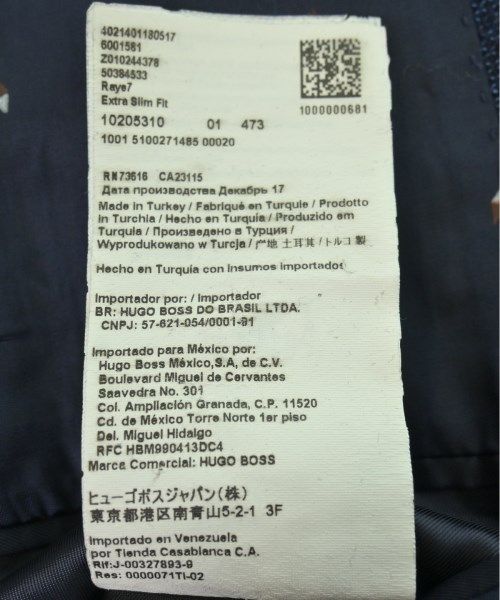 4021401180517
6001581
Z010244378
50384533
Raye7
Extra Slim Fit
1000000681
10205310 01 473
1001 5100271485 00020
RN73616 CA23115
Дата производства Декабрь 17
Made in Turkey / Fabriqué en Turquie / Prodotto
in Turchia / Hecho en Turquía / Produzido em
Turquia / Произведено в Турции /
Wyprodukowano w Turcja / 产地 土耳其 / トルコ製
Hecho en Turquía con Insumos Importados
Importador por: / Importador
BR: HUGO BOSS DO BRASIL LTDA.
CNPJ: 57-621-054/0001-91
Importado para México por:
Hugo Boss México,S.A, de C.V.
Boulevard Miguel de Cervantes
Saavedra No. 301
Col. Ampliación Granada, C.P. 11520
Cd. de México Torre Norte 1er piso
Del. Miguel Hidalgo
RFC HBM990413DC4
Marca Comercial: HUGO BOSS
ヒューゴボスジャパン(株)
東京都港区南青山5-2-1 3F
Importado en Venezuela
por Tienda Casablanca C.A.
Rif:J-00327893-9
Res: 0000071TI-02